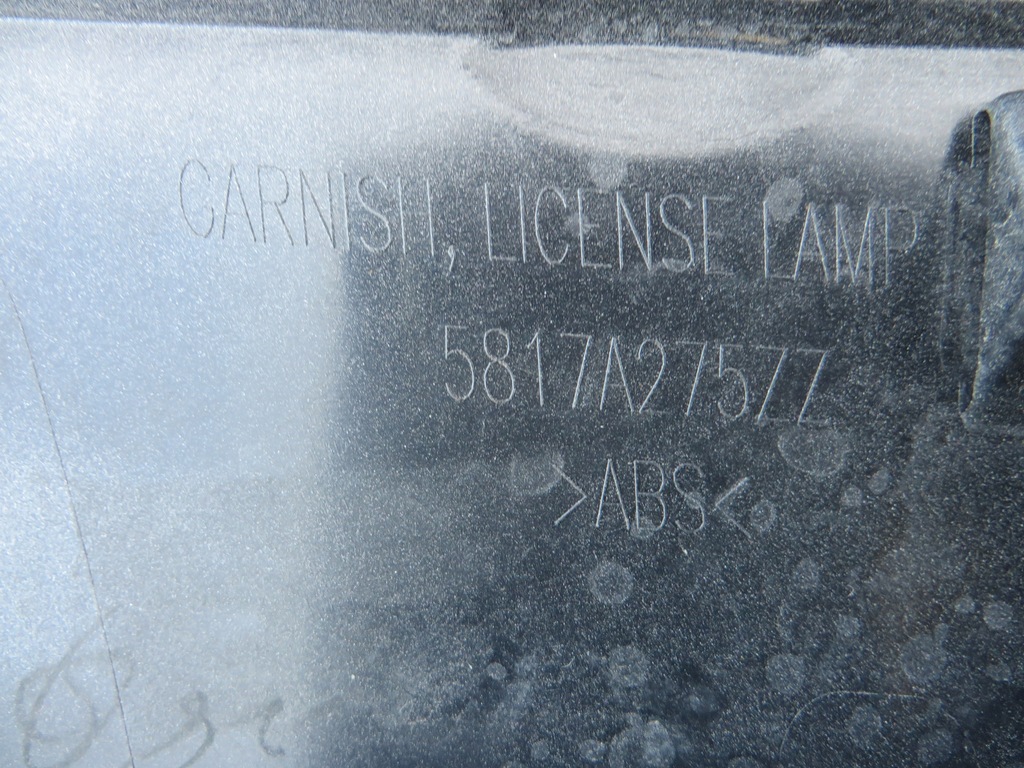 GARNISH, LICENSE LAMP
5817A275ZZ
>ABS<